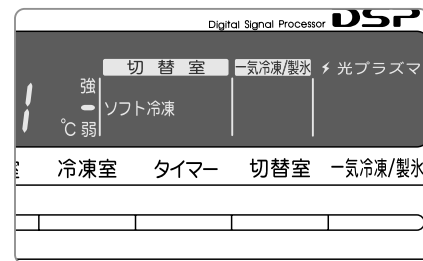 Digital Signal Processor DSP
切替室 一気冷凍/製氷 光プラズマ
強
ソフト冷凍
℃ 弱
冷凍室 タイマー 切替室 一気冷凍/製氷